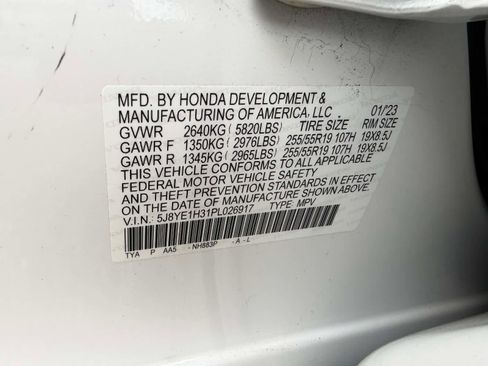 MFD. BY HONDA DEVELOPMENT &
MANUFACTURING OF AMERICA, LLC 01/23
GVWR 2640KG( 5820LBS) TIRE SIZE RIM SIZE
GAWR F 1350KG( 2976LBS) 255/55R19 107H 19X8.5J
GAWR R 1345KG( 2965LBS) 255/55R19 107H 19X8.5J
THIS VEHICLE CONFORMS TO ALL APPLICABLE
FEDERAL MOTOR VEHICLE SAFETY
AND THEFT PREVENTION STANDARDS IN EFFECT
ON THE DATE OF MANUFACTURE SHOWN ABOVE.
V.I.N.: 5J8YE1H31PL026917 TYPE: MPV
TYA P AA5 NH883P -A-L